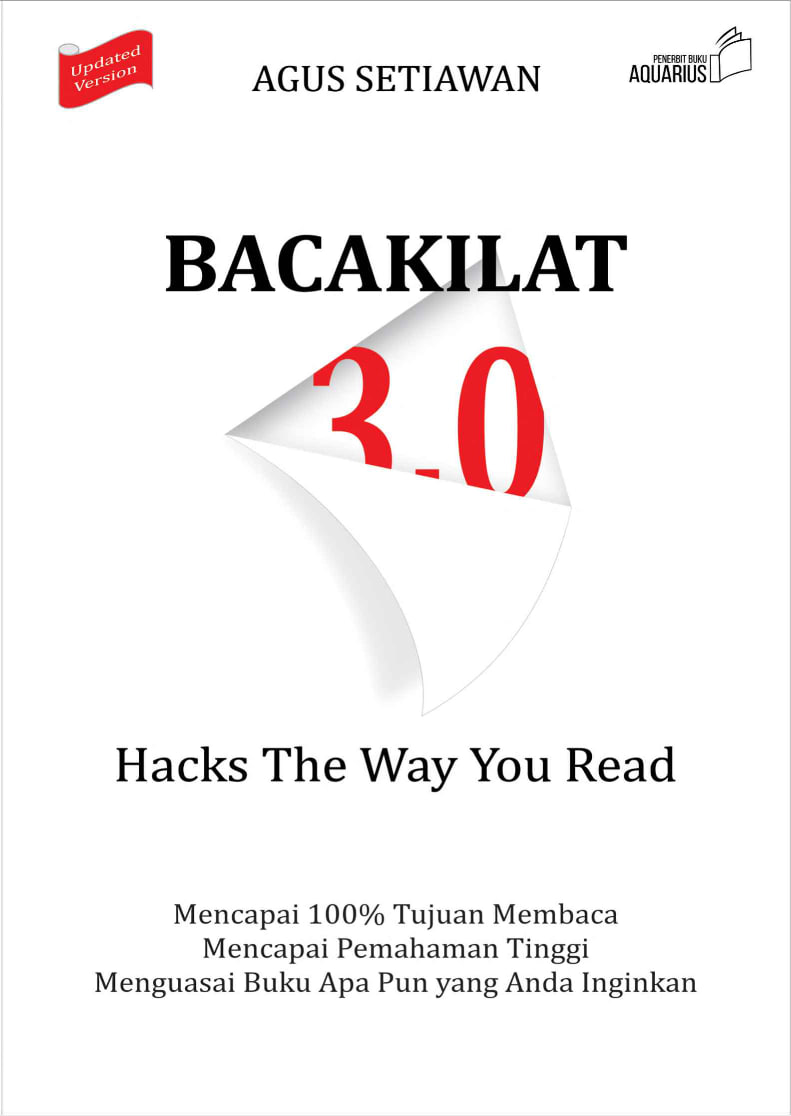 Updated
Version
AGUS SETIAWAN
PENERBIT BUKU
AQUARIUS
BACAKILAT
3.0
Hacks The Way You Read
Mencapai 100% Tujuan Membaca
Mencapai Pemahaman Tinggi
Menguasai Buku Apa Pun yang Anda Inginkan